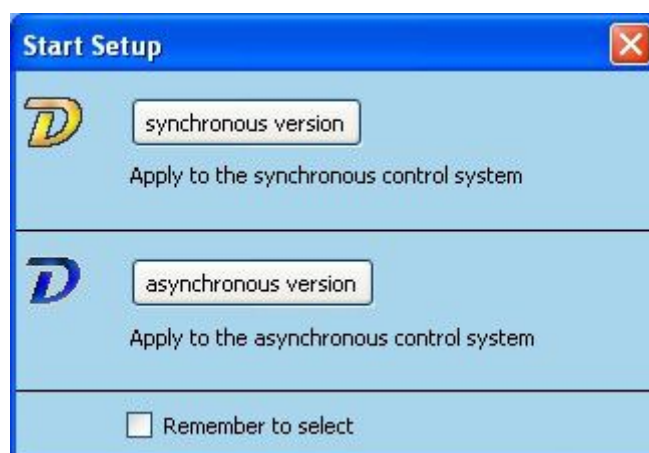 Start Setup
synchronous version
Apply to the synchronous control system
asynchronous version
Apply to the asynchronous control system
Remember to select